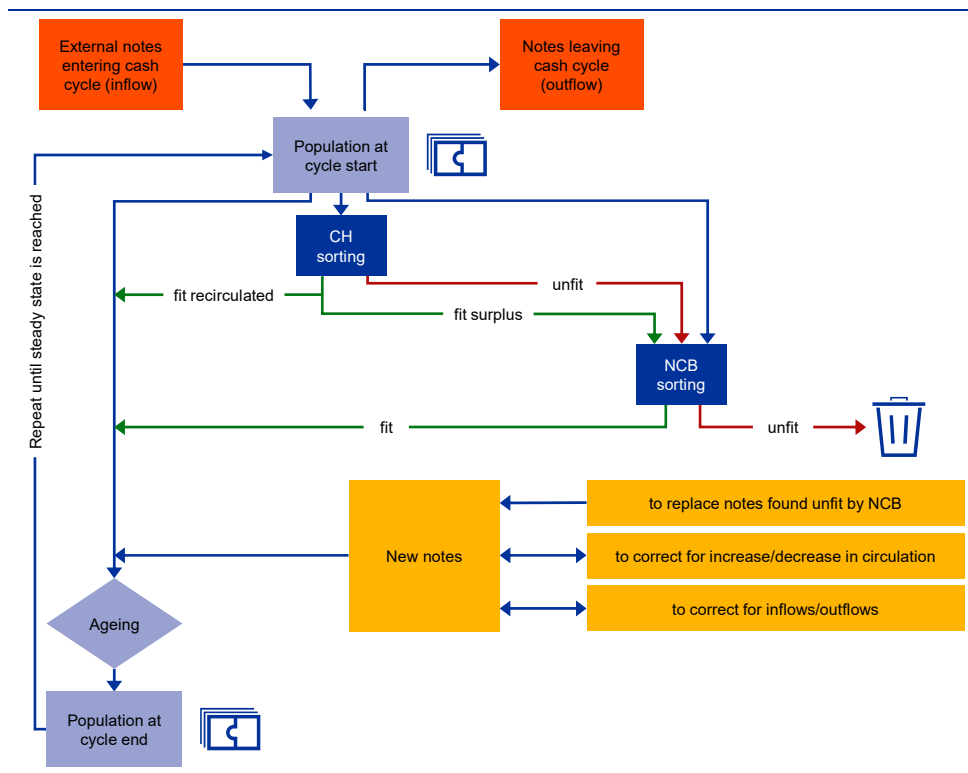 External notes
entering cash
cycle (inflow)
Notes leaving
cash cycle
(outflow)
Population at
cycle start
Repeat until steady state is reached
CH
sorting
fit recirculated
unfit
fit surplus
NCB
sorting
fit
unfit
New notes
to replace notes found unfit by NCB
to correct for increase/decrease in circulation
to correct for inflows/outflows
Ageing
Population at
cycle end